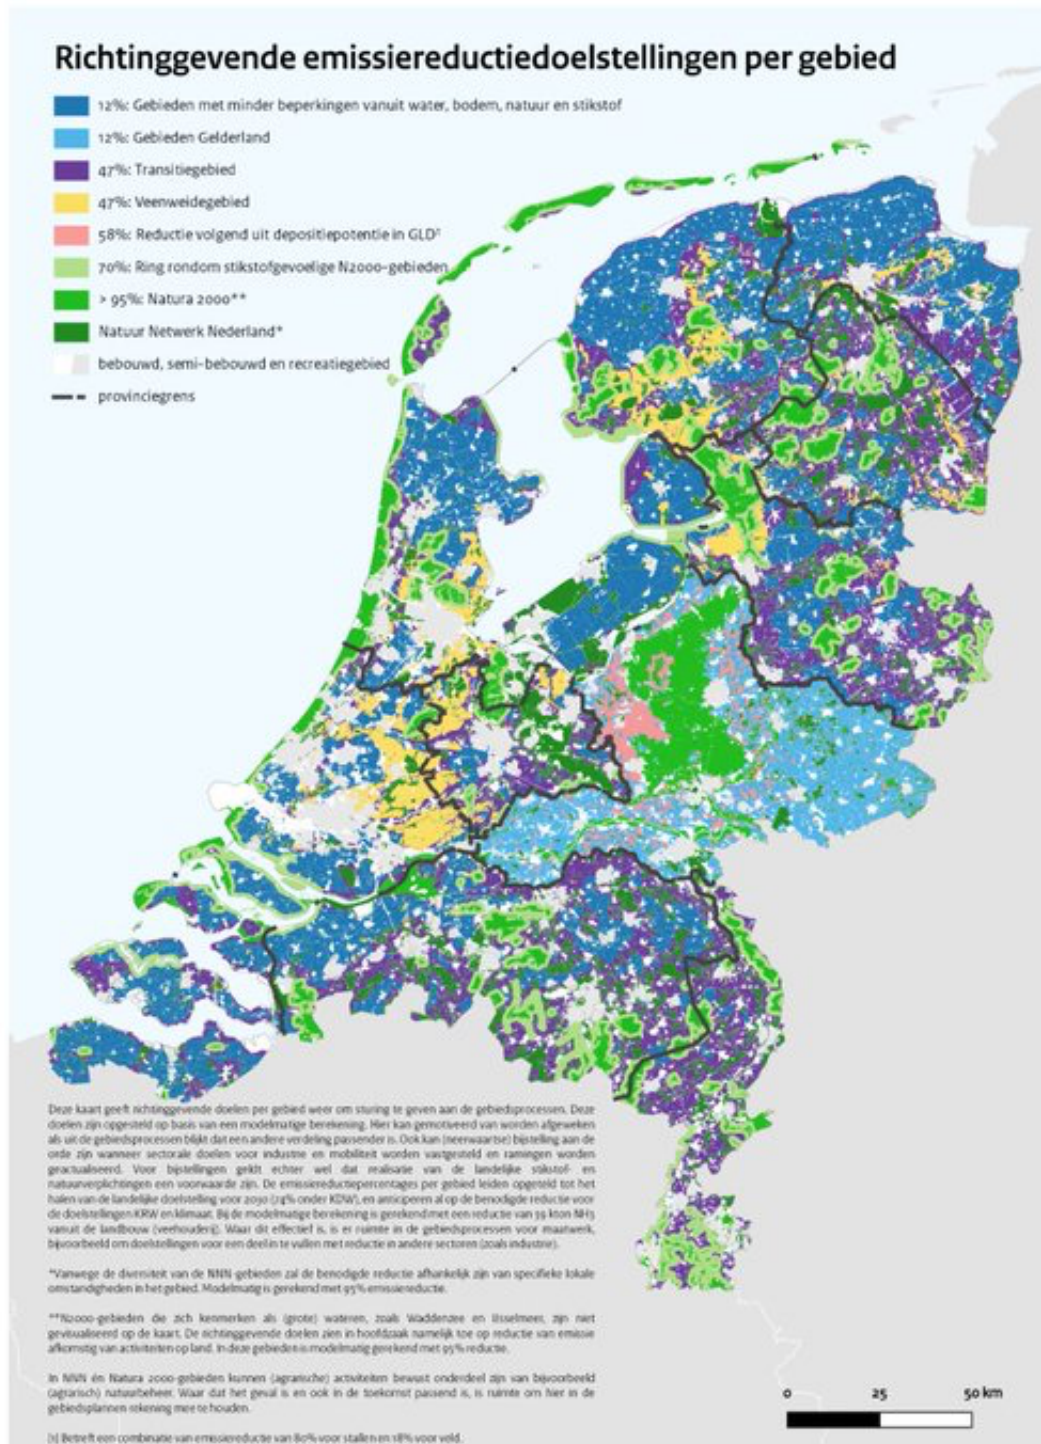 Richtinggevende emissiereductiedoelstellingen per gebied
12%: Gebieden met minder beperkingen vanuit water, bodem, natuur en stikstof
12%: Gebieden Gelderland
47%: Transitiegebied
47%: Veenweidegebied
58%: Reductie volgend uit depositiepotentie in GLD¹
70%: Ring rondom stikstofgevoelige N2000-gebieden
> 95%: Natura 2000**
Natuur Netwerk Nederland*
bebouwd, semi-bebouwd en recreatiegebied
provinciegrens
Deze kaart geeft richtinggevende doelen per gebied weer om sturing te geven aan de gebiedsprocessen. Deze
doelen zijn opgesteld op basis van een modelmatige berekening. Hier kan gemotiveerd van worden afgeweken
als uit de gebiedsprocessen blijkt dat een andere verdeling passender is. Ook kan (neerwaartse) bijstelling aan de
orde zijn wanneer sectorale doelen voor industrie en mobiliteit worden vastgesteld en ramingen worden
geactualiseerd. Voor bijstellingen geldt echter wel dat realisatie van de landelijke stikstof- en
natuurverplichtingen een voorwaarde zijn. De emissiereductiepercentages per gebied leiden opgeteld tot het
halen van de landelijke doelstelling voor 2030 (74% onder KDW), en anticiperen al op de benodigde reductie voor
de doelstellingen KRW en klimaat. Bij de modelmatige berekening is gerekend met een reductie van 39 kton NH3
vanuit de landbouw (veehouderij). Waar dit effectief is, is er ruimte in de gebiedsprocessen voor maatwerk,
bijvoorbeeld om doelstellingen voor een deel in te vullen met reductie in andere sectoren (zoals industrie).
*Vanwege de diversiteit van de NNN-gebieden zal de benodigde reductie afhankelijk zijn van specifieke lokale
omstandigheden in het gebied. Modelmatig is gerekend met 95% emissiereductie.
**N2000-gebieden die zich kenmerken als (grote) wateren, zoals Waddenzee en IJsselmeer, zijn niet
gevisualiseerd op de kaart. De richtinggevende doelen zien in hoofdzaak namelijk toe op reductie van emissie
afkomstig van activiteiten op land. In deze gebieden is modelmatig gerekend met 95% reductie.
In NNN én Natura 2000-gebieden kunnen (agrarische) activiteiten bewust onderdeel zijn van bijvoorbeeld
(agrarisch) natuurbeheer. Waar dat het geval is en ook in de toekomst passend is, is ruimte om hier in de
gebiedsplannen rekening mee te houden.
[1] Betreft een combinatie van emissiereductie van 80% voor stallen en 18% voor veld.
0 25 50 km